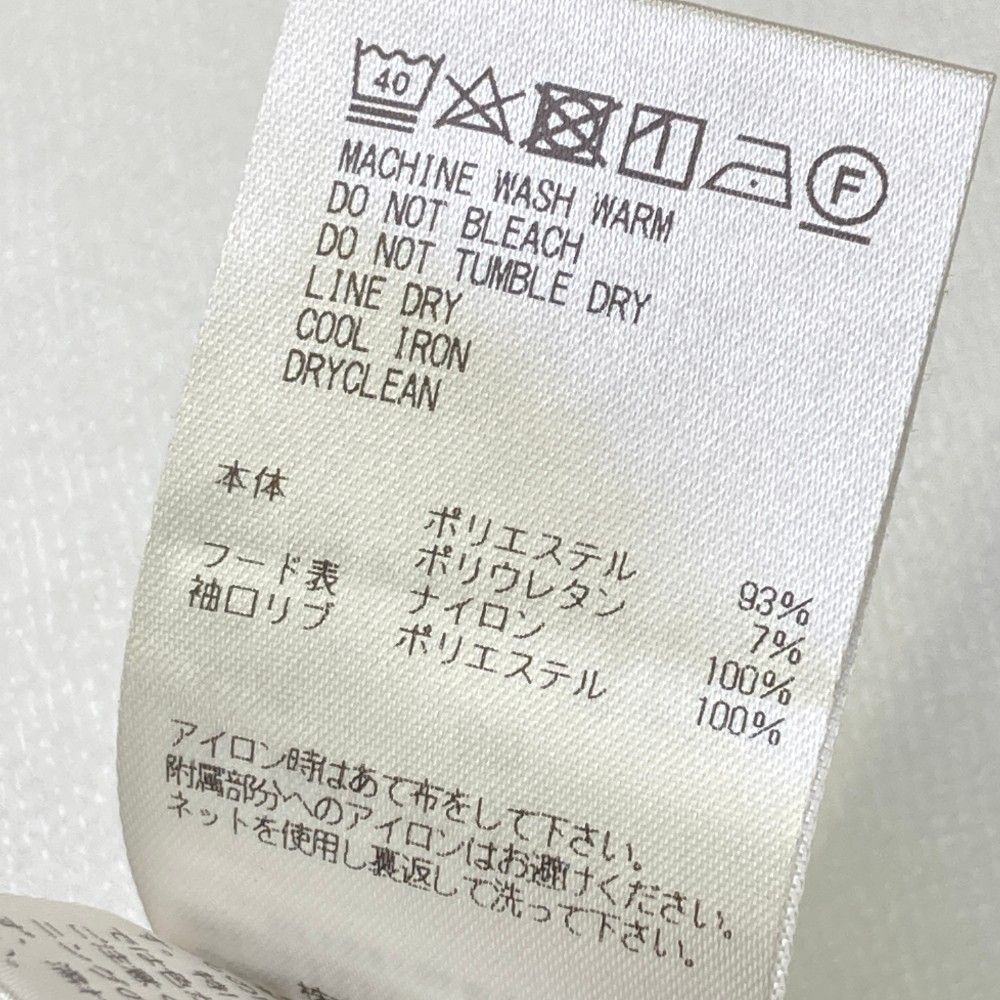 40
F
MACHINE WASH WARM
DO NOT BLEACH
DO NOT TUMBLE DRY
LINE DRY
COOL IRON
DRYCLEAN
本体 ポリエステル 93%
ポリウレタン 7%
フード表 ナイロン 100%
袖口リブ ポリエステル 100%
アイロン時はあて布をして下さい。
附属部分へのアイロンはお避けください。
ネットを使用し裏返して洗って下さい。